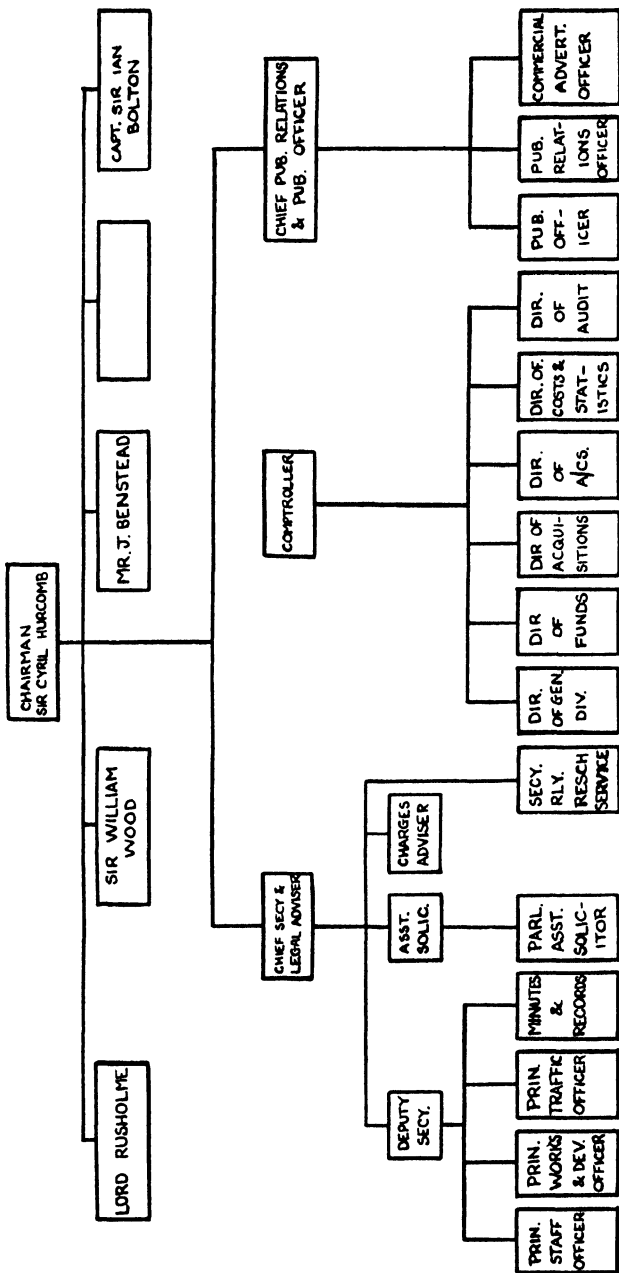 CHAIRMAN
SIR CYRIL HURCOMB
LORD RUSHOLME
SIR WILLIAM
WOOD
MR. J. BENSTEAD
CAPT. SIR IAN
BOLTON
CHIEF SECY &
LEGAL ADVISER
COMPTROLLER
CHIEF PUB. RELATIONS
& PUB. OFFICER
DEPUTY
SECY.
ASST.
SOLIC.
CHARGES
ADVISER
PRIN.
STAFF
OFFICER
PRIN.
WORKS
& DEV.
OFFICER
PRIN.
TRAFFIC
OFFICER
MINUTES
&
RECORDS
PARL.
ASST.
SOLIC-
ITOR
SECY.
RLY.
RESCH
SERVICE
DIR.
OF GEN.
DIV.
DIR
OF
FUNDS
DIR OF
ACQUI-
SITIONS
DIR.
OF
A/CS.
DIR. OF.
COSTS &
STAT-
ISTICS
DIR.
OF
AUDIT
PUB.
OFF-
ICER
PUB.
RELAT-
IONS
OFFICER
COMMERCIAL
ADVERT.
OFFICER